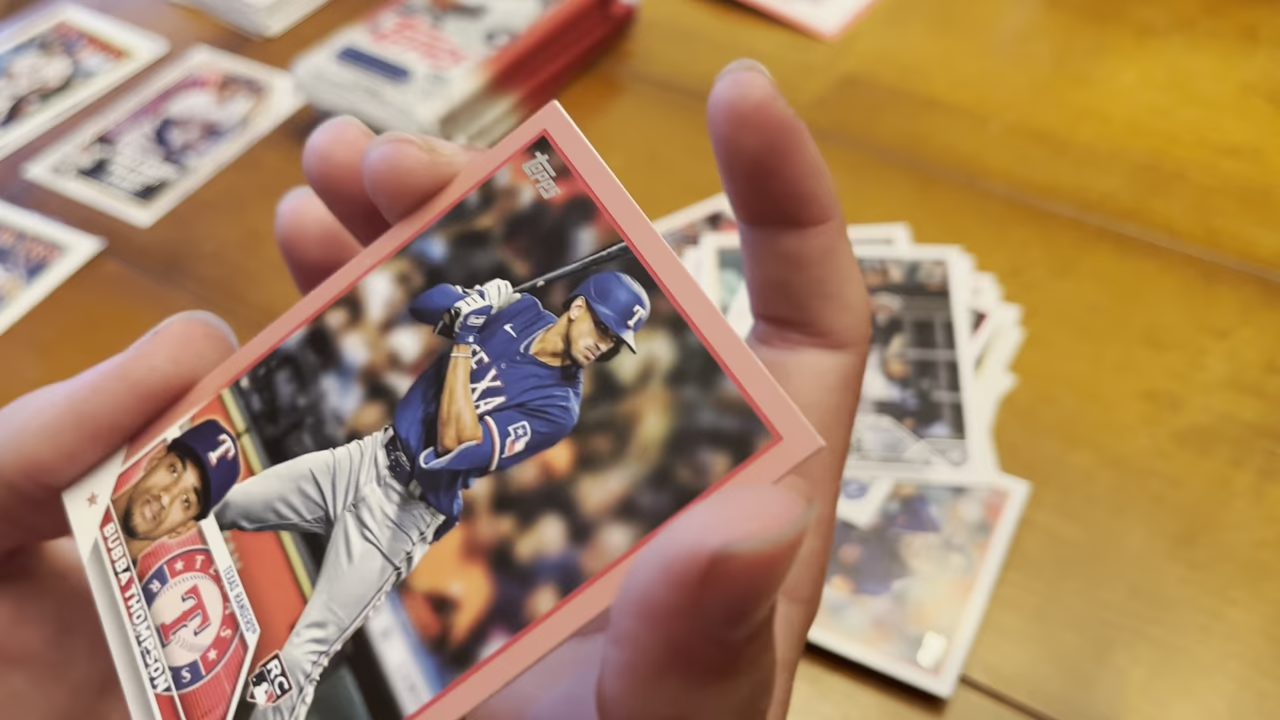 Topps
T
TEXA
T
TEXAS RANGERS
T
BUBBA THOMPSON
RC